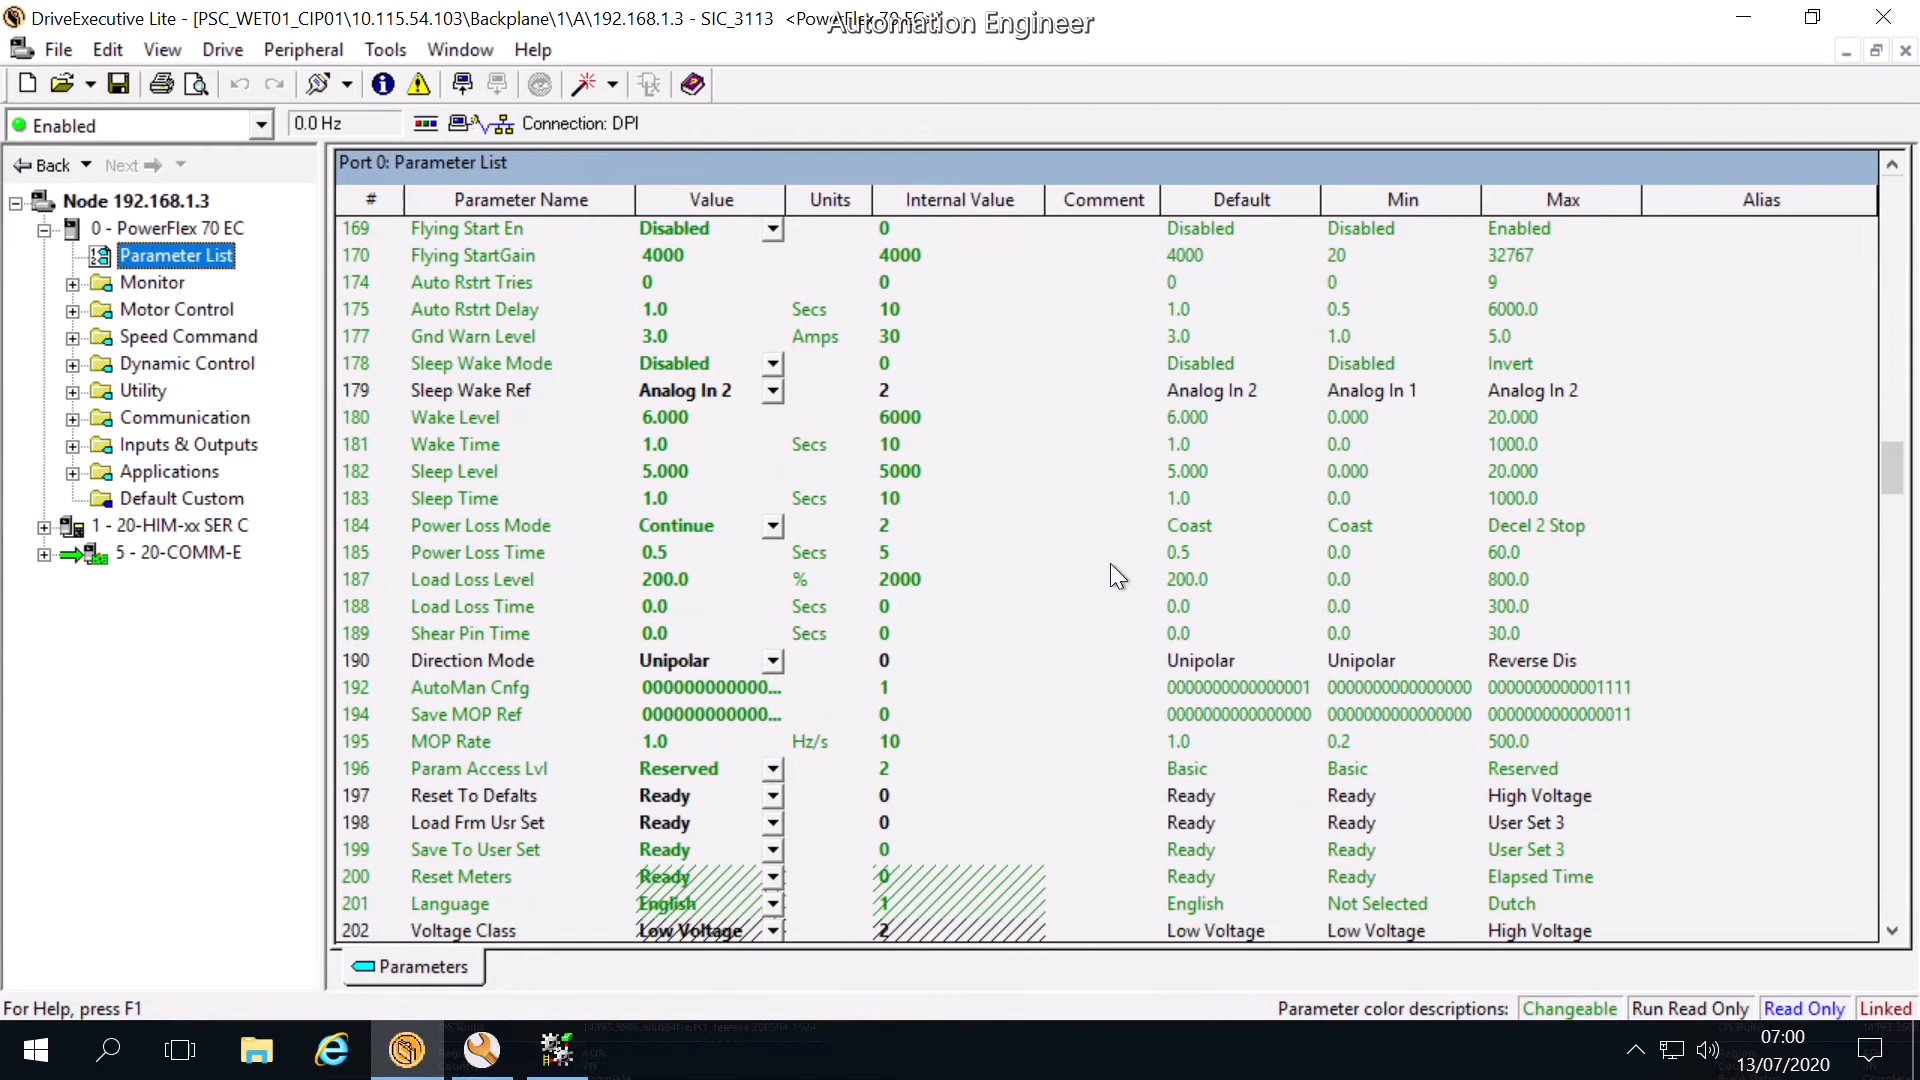 DriveExecutive Lite - [PSC_WET01_CIP01\10.115.54.103\Backplane\1\A\192.168.1.3 - SIC_3113 <PowerFlex 70 EC>]
Automation Engineer
File Edit View Drive Peripheral Tools Window Help
Enabled 0.0 Hz Connection: DPI
Back Next
Node 192.168.1.3
0 - PowerFlex 70 EC
Parameter List
Monitor
Motor Control
Speed Command
Dynamic Control
Utility
Communication
Inputs & Outputs
Applications
Default Custom
1 - 20-HIM-xx SER C
5 - 20-COMM-E
Port 0: Parameter List
# Parameter Name Value Units Internal Value Comment Default Min Max Alias
169 Flying Start En Disabled 0 Disabled Disabled Enabled
170 Flying StartGain 4000 4000 4000 20 32767
174 Auto Rstrt Tries 0 0 0 0 9
175 Auto Rstrt Delay 1.0 Secs 10 1.0 0.5 6000.0
177 Gnd Warn Level 3.0 Amps 30 3.0 1.0 5.0
178 Sleep Wake Mode Disabled 0 Disabled Disabled Invert
179 Sleep Wake Ref Analog In 2 2 Analog In 2 Analog In 1 Analog In 2
180 Wake Level 6.000 6000 6.000 0.000 20.000
181 Wake Time 1.0 Secs 10 1.0 0.0 1000.0
182 Sleep Level 5.000 5000 5.000 0.000 20.000
183 Sleep Time 1.0 Secs 10 1.0 0.0 1000.0
184 Power Loss Mode Continue 2 Coast Coast Decel 2 Stop
185 Power Loss Time 0.5 Secs 5 0.5 0.0 60.0
187 Load Loss Level 200.0 % 2000 200.0 0.0 800.0
188 Load Loss Time 0.0 Secs 0 0.0 0.0 300.0
189 Shear Pin Time 0.0 Secs 0 0.0 0.0 30.0
190 Direction Mode Unipolar 0 Unipolar Unipolar Reverse Dis
192 AutoMan Cnfg 000000000000... 1 0000000000000001 0000000000000000 0000000000001111
194 Save MOP Ref 000000000000... 0 0000000000000000 0000000000000000 0000000000000011
195 MOP Rate 1.0 Hz/s 10 1.0 0.2 500.0
196 Param Access Lvl Reserved 2 Basic Basic Reserved
197 Reset To Defalts Ready 0 Ready Ready High Voltage
198 Load Frm Usr Set Ready 0 Ready Ready User Set 3
199 Save To User Set Ready 0 Ready Ready User Set 3
200 Reset Meters Ready 0 Ready Ready Elapsed Time
201 Language English 1 English Not Selected Dutch
202 Voltage Class Low Voltage 2 Low Voltage Low Voltage High Voltage
Parameters
For Help, press F1 Parameter color descriptions: Changeable Run Read Only Read Only Linked
07:00
13/07/2020